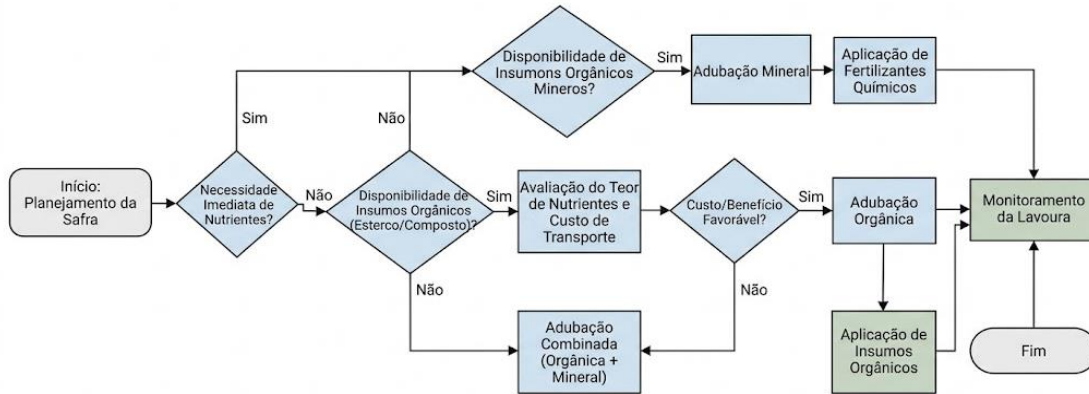 Disponibilidade de
Insumons Orgânicos
Mineros?
Sim
Adubação Mineral
Aplicação de
Fertilizantes
Químicos
Sim
Não
Início:
Planejamento da
Safra
Necessidade
Imediata de
Nutrientes?
Não
Disponibilidade de
Insumos Orgânicos
(Esterco/Composto)?
Sim
Avaliação do Teor
de Nutrientes e
Custo de
Transporte
Custo/Benefício
Favorável?
Sim
Adubação
Orgânica
Monitoramento
da Lavoura
Não
Não
Adubação
Combinada
(Orgânica +
Mineral)
Aplicação de
Insumos
Orgânicos
Fim